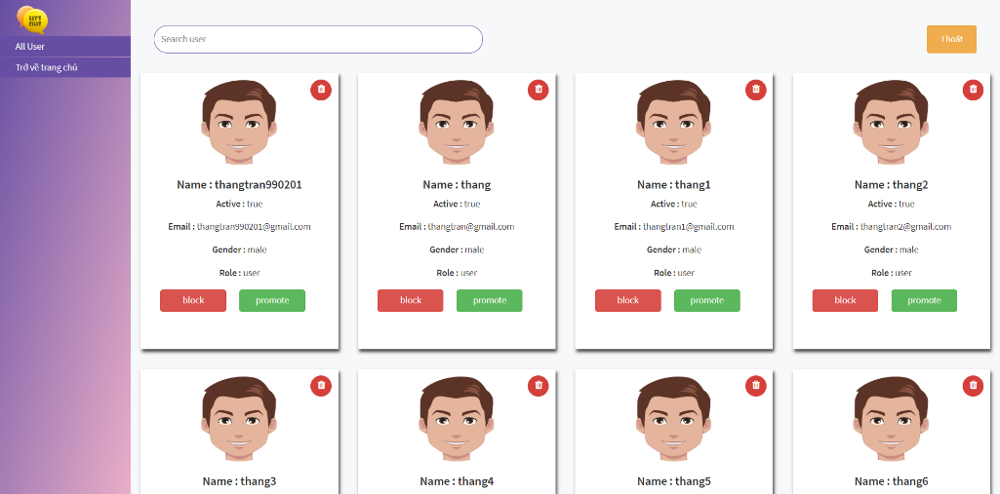 UTT
CHAT
All User
Trở về trang chủ
Search user
Thoát
Name : thangtran990201
Active : true
Email : thangtran990201@gmail.com
Gender : male
Role : user
block
promote
Name : thang
Active : true
Email : thangtran@gmail.com
Gender : male
Role : user
block
promote
Name : thang1
Active : true
Email : thangtran1@gmail.com
Gender : male
Role : user
block
promote
Name : thang2
Active : true
Email : thangtran2@gmail.com
Gender : male
Role : user
block
promote
Name : thang3
Name : thang4
Name : thang5
Name : thang6